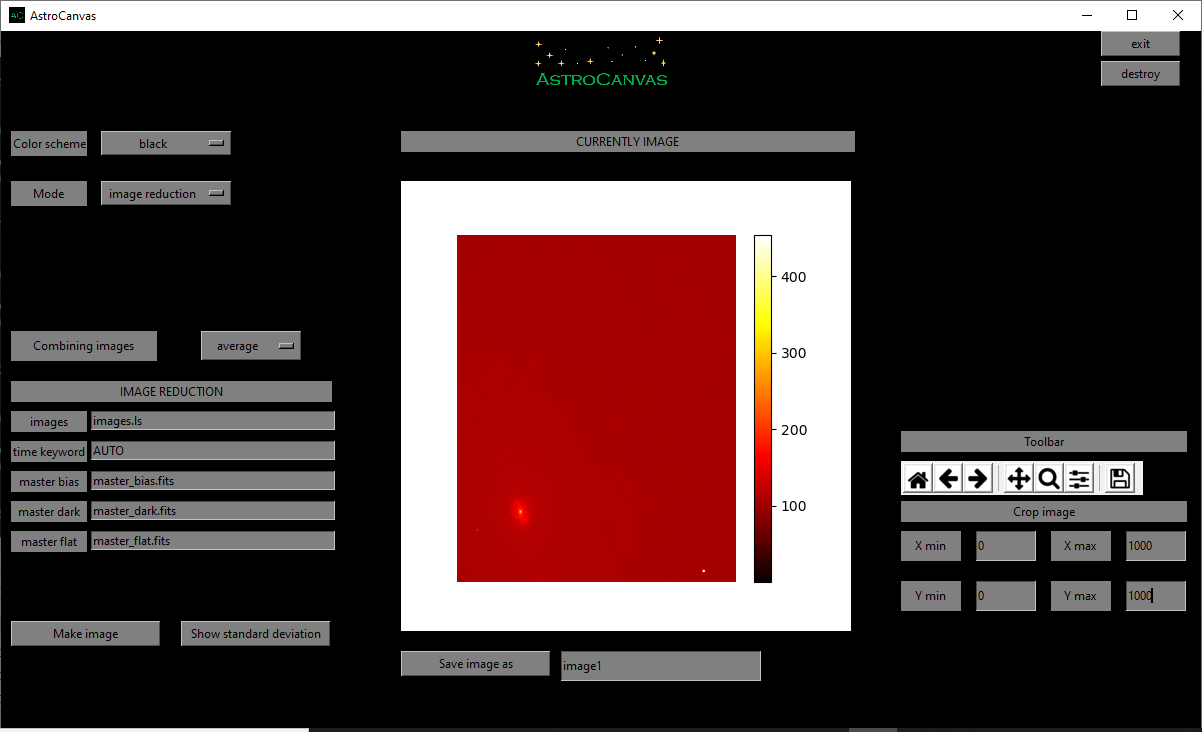 AC AstroCanvas
exit
ASTROCANVAS
destroy
Color scheme black
CURRENTLY IMAGE
Mode image reduction
400
300
200
100
Combining images average
IMAGE REDUCTION
images images.ls
time keyword AUTO
master bias master_bias.fits
master dark master_dark.fits
master flat master_flat.fits
Toolbar
Crop image
X min 0 X max 1000
Y min 0 Y max 1000
Make image Show standard deviation
Save image as image1